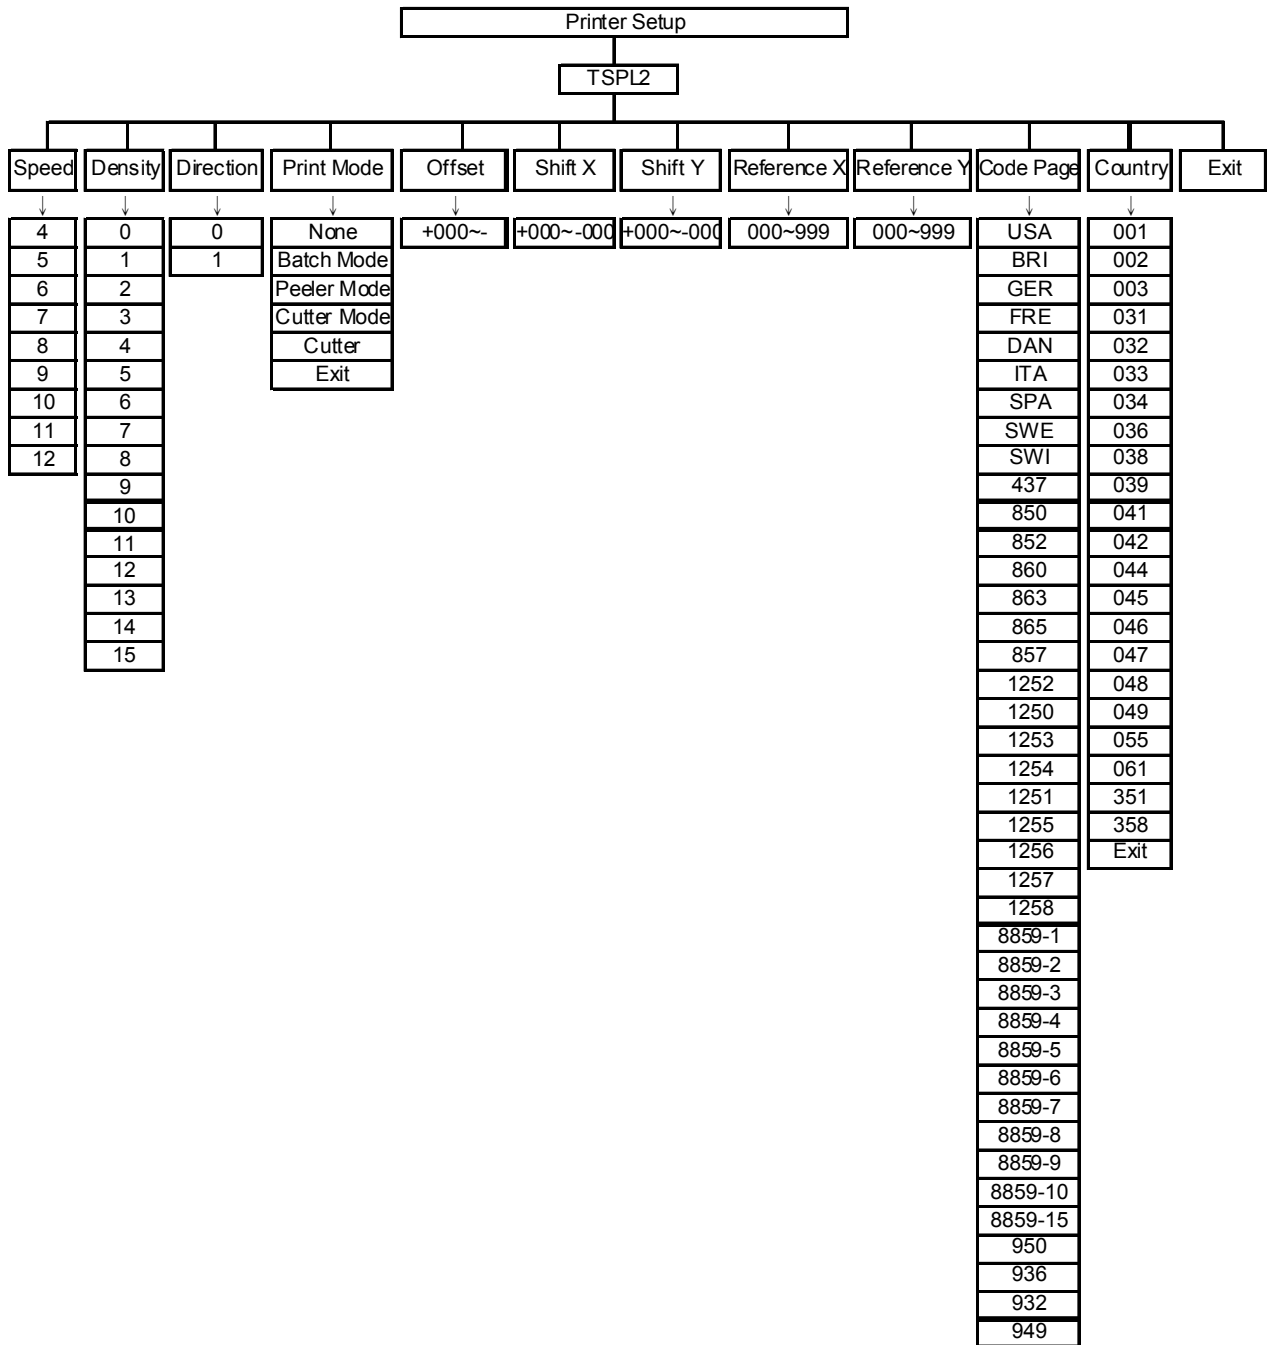 Printer Setup
TSPL2
Speed Density Direction Print Mode Offset Shift X Shift Y Reference X Reference Y Code Page Country Exit
4 0 0 None +000~- +000~-000 +000~-000 000~999 000~999 USA 001
5 1 1 Batch Mode BRI 002
6 2 Peeler Mode GER 003
7 3 Cutter Mode FRE 031
8 4 Cutter DAN 032
9 5 Exit ITA 033
10 6 SPA 034
11 7 SWE 036
12 8 SWI 038
9 437 039
10 850 041
11 852 042
12 860 044
13 863 045
14 865 046
15 857 047
1252 048
1250 049
1253 055
1254 061
1251 351
1255 358
1256 Exit
1257
1258
8859-1
8859-2
8859-3
8859-4
8859-5
8859-6
8859-7
8859-8
8859-9
8859-10
8859-15
950
936
932
949